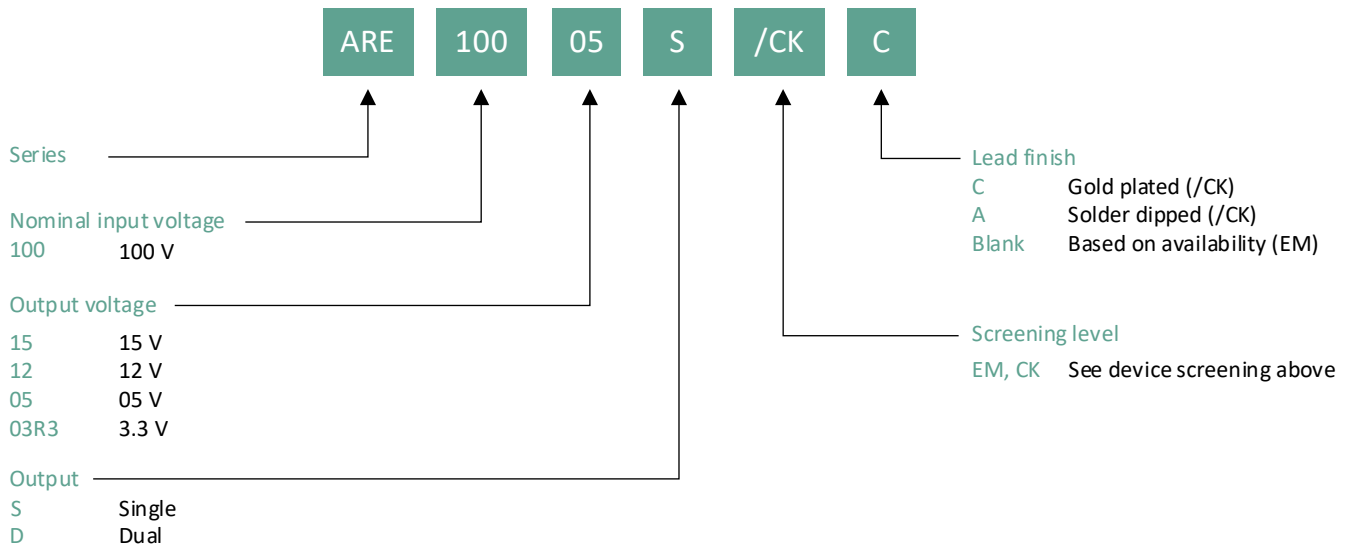 ARE 100 05 S /CK C
Series
Nominal input voltage
100 100 V
Output voltage
15 15 V
12 12 V
05 05 V
03R3 3.3 V
Output
S Single
D Dual
Lead finish
C Gold plated (/CK)
A Solder dipped (/CK)
Blank Based on availability (EM)
Screening level
EM, CK See device screening above